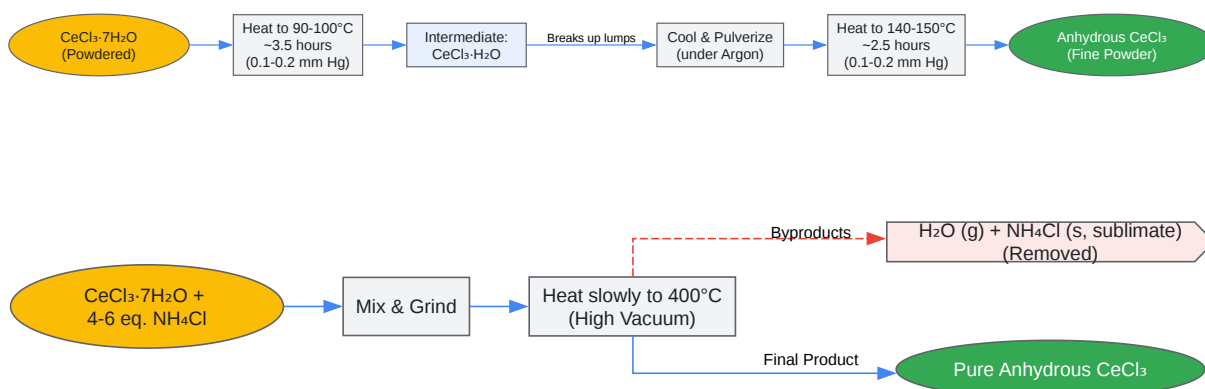 CeCl₃·7H₂O
(Powdered)
Heat to 90-100°C
~3.5 hours
(0.1-0.2 mm Hg)
Intermediate:
CeCl₃·H₂O
Breaks up lumps
Cool & Pulverize
(under Argon)
Heat to 140-150°C
~2.5 hours
(0.1-0.2 mm Hg)
Anhydrous CeCl₃
(Fine Powder)
CeCl₃·7H₂O +
4-6 eq. NH₄Cl
Mix & Grind
Heat slowly to 400°C
(High Vacuum)
Byproducts
H₂O (g) + NH₄Cl (s, sublimate)
(Removed)
Final Product
Pure Anhydrous CeCl₃